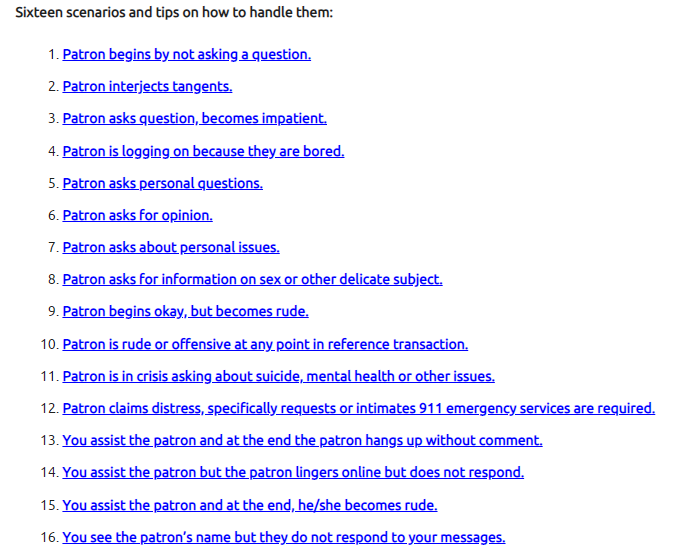 Sixteen scenarios and tips on how to handle them:
1. Patron begins by not asking a question.
2. Patron interjects tangents.
3. Patron asks question, becomes impatient.
4. Patron is logging on because they are bored.
5. Patron asks personal questions.
6. Patron asks for opinion.
7. Patron asks about personal issues.
8. Patron asks for information on sex or other delicate subject.
9. Patron begins okay, but becomes rude.
10. Patron is rude or offensive at any point in reference transaction.
11. Patron is in crisis asking about suicide, mental health or other issues.
12. Patron claims distress, specifically requests or intimates 911 emergency services are required.
13. You assist the patron and at the end the patron hangs up without comment.
14. You assist the patron but the patron lingers online but does not respond.
15. You assist the patron and at the end, he/she becomes rude.
16. You see the patron’s name but they do not respond to your messages.